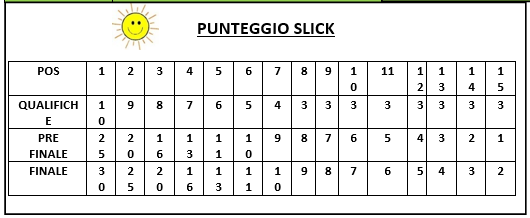 PUNTEGGIO SLICK
POS 1 2 3 4 5 6 7 8 9 10 11 12 13 14 15
QUALIFICHE 10 9 8 7 6 5 4 3 3 3 3 3 3 3 3
PRE FINALE 25 20 16 13 11 10 9 8 7 6 5 4 3 2 1
FINALE 30 25 20 16 13 11 10 9 8 7 6 5 4 3 2